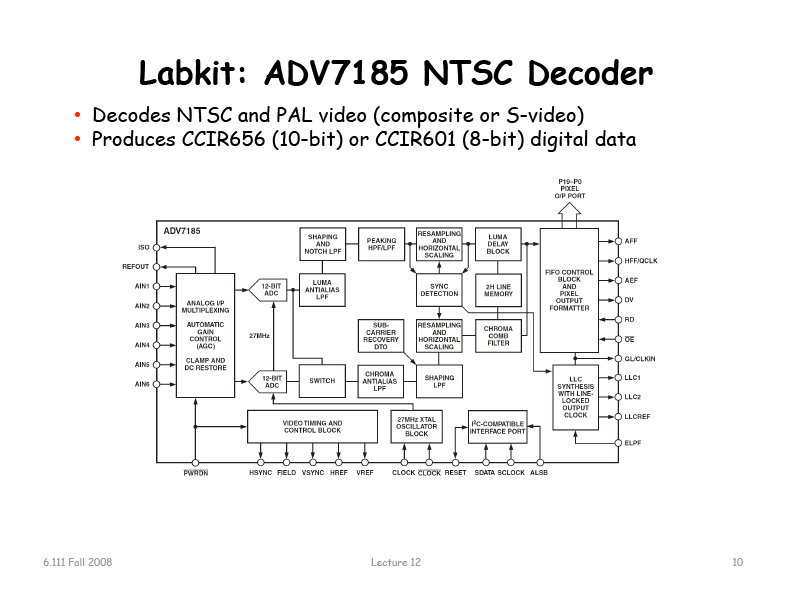 Labkit: ADV7185 NTSC Decoder
• Decodes NTSC and PAL video (composite or S-video)
• Produces CCIR656 (10-bit) or CCIR601 (8-bit) digital data
P19–P0
PIXEL
O/P PORT
ADV7185
ISO
REFOUT
AIN1
AIN2
AIN3
AIN4
AIN5
AIN6
ANALOG I/P
MULTIPLEXING
AUTOMATIC
GAIN
CONTROL
(AGC)
CLAMP AND
DC RESTORE
12-BIT
ADC
27MHz
12-BIT
ADC
SHAPING
AND
NOTCH LPF
LUMA
ANTIALIAS
LPF
SWITCH
PEAKING
HPF/LPF
SUB-
CARRIER
RECOVERY
DTO
CHROMA
ANTIALIAS
LPF
RESAMPLING
AND
HORIZONTAL
SCALING
SYNC
DETECTION
RESAMPLING
AND
HORIZONTAL
SCALING
SHAPING
LPF
LUMA
DELAY
BLOCK
2H LINE
MEMORY
CHROMA
COMB
FILTER
FIFO CONTROL
BLOCK
AND
PIXEL
OUTPUT
FORMATTER
LLC
SYNTHESIS
WITH LINE-
LOCKED
OUTPUT
CLOCK
AFF
HFF/QCLK
AEF
DV
RD
OE
GL/CLKIN
LLC1
LLC2
LLCREF
ELPF
VIDEO TIMING AND
CONTROL BLOCK
27MHz XTAL
OSCILLATOR
BLOCK
I²C-COMPATIBLE
INTERFACE PORT
PWRDN HSYNC FIELD VSYNC HREF VREF CLOCK CLOCK RESET SDATA SCLOCK ALSB
6.111 Fall 2008 Lecture 12 10